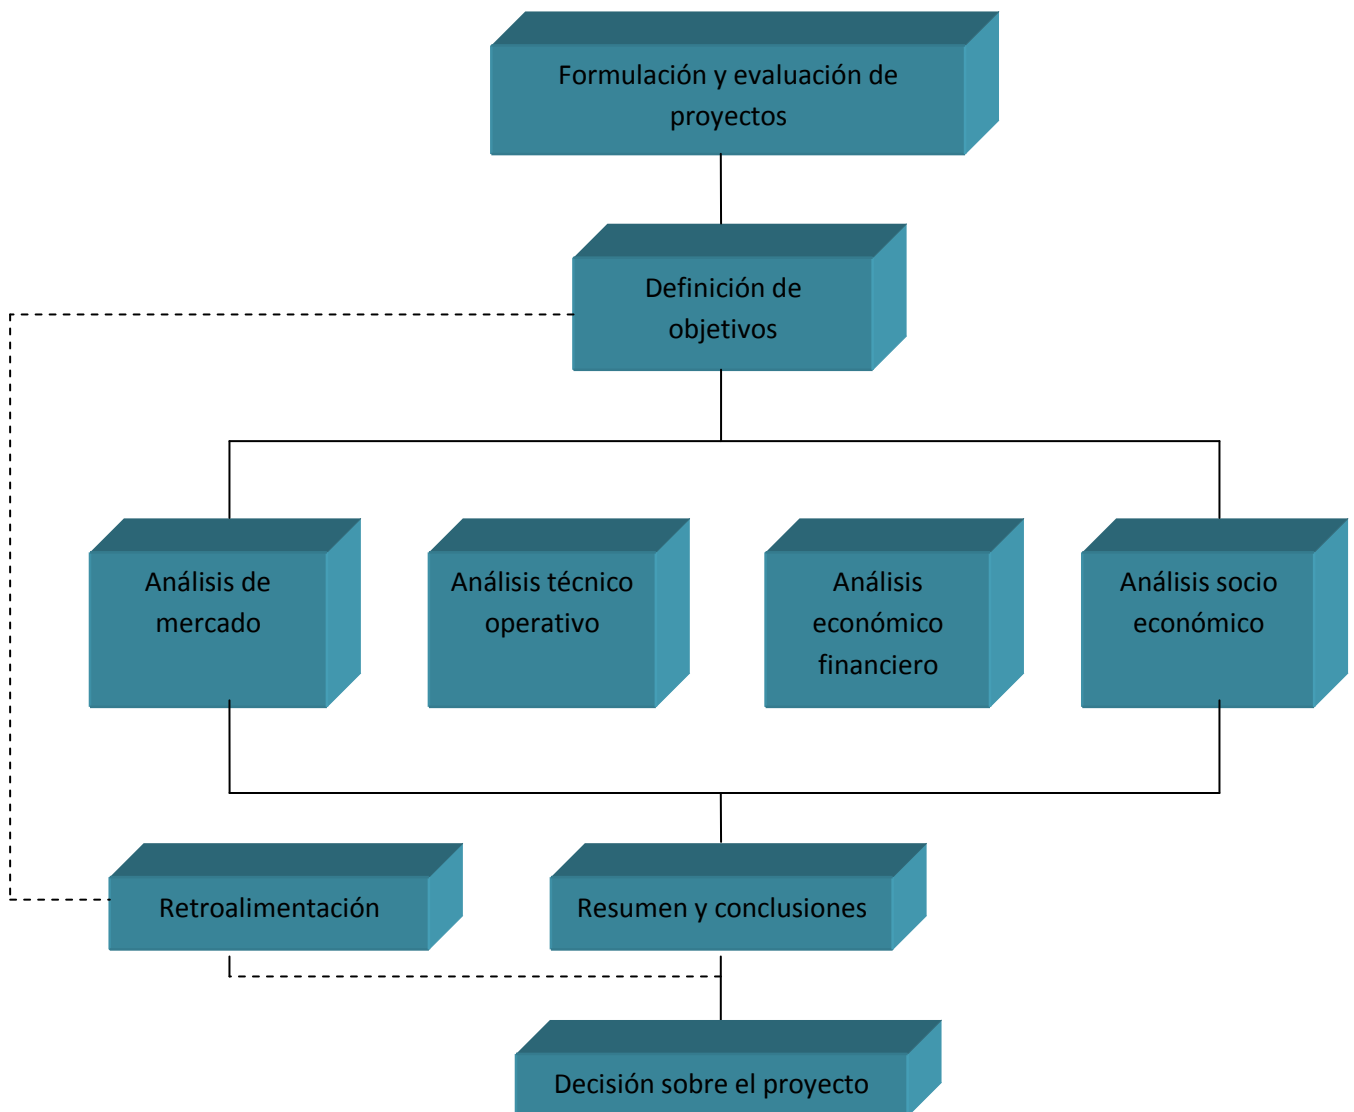 Formulación y evaluación de
proyectos
Definición de
objetivos
Análisis de
mercado
Análisis técnico
operativo
Análisis
económico
financiero
Análisis socio
económico
Retroalimentación
Resumen y conclusiones
Decisión sobre el proyecto